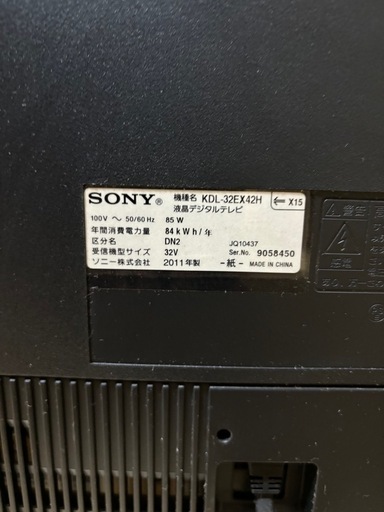 SONY® 機種名 KDL-32EX42H ← X15
液晶デジタルテレビ
100V ～ 50/60 Hz 85 W
年間消費電力量 84 k W h / 年
区分名 DN2 JQ10437
受信機型サイズ 32V Ser.No. 9058450
ソニー株式会社 2011年製 -紙- MADE IN CHINA